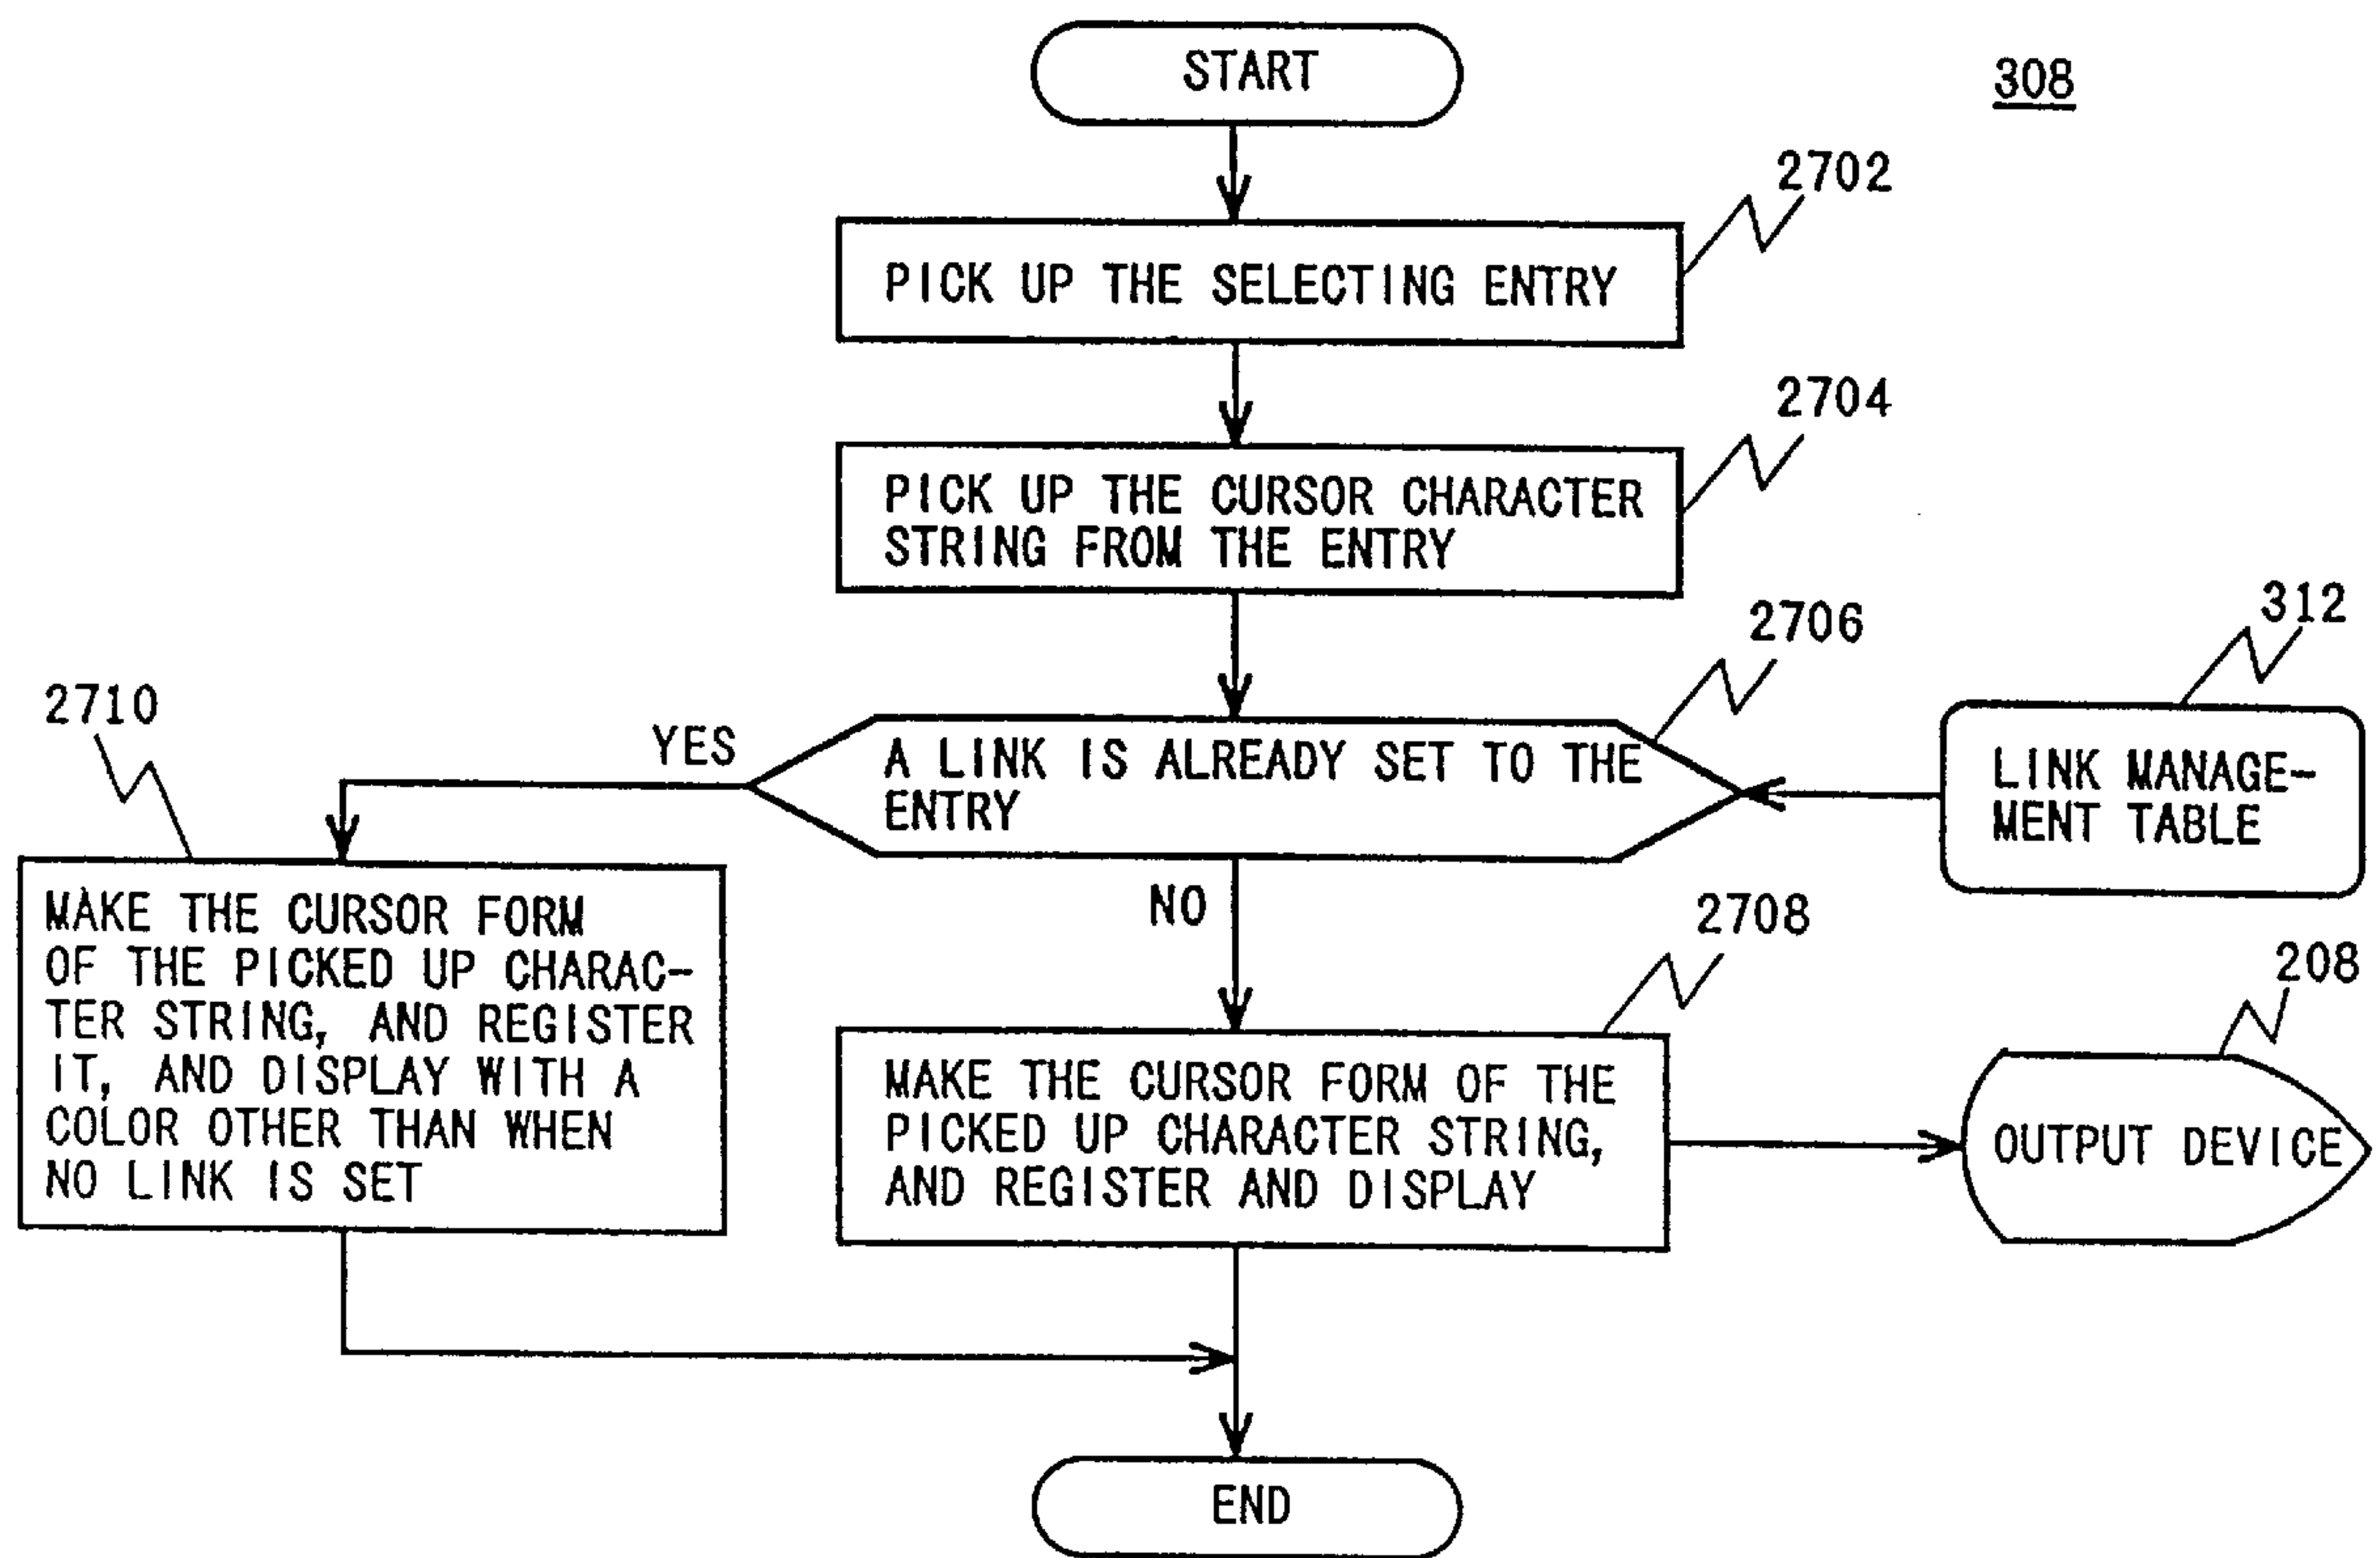 START
308
2702
PICK UP THE SELECTING ENTRY
2704
PICK UP THE CURSOR CHARACTER
STRING FROM THE ENTRY
2706
312
2710
YES
A LINK IS ALREADY SET TO THE
ENTRY
LINK MANAGE-
MENT TABLE
NO
2708
208
MAKE THE CURSOR FORM
OF THE PICKED UP CHARAC-
TER STRING, AND REGISTER
IT, AND DISPLAY WITH A
COLOR OTHER THAN WHEN
NO LINK IS SET
MAKE THE CURSOR FORM OF THE
PICKED UP CHARACTER STRING,
AND REGISTER AND DISPLAY
OUTPUT DEVICE
END